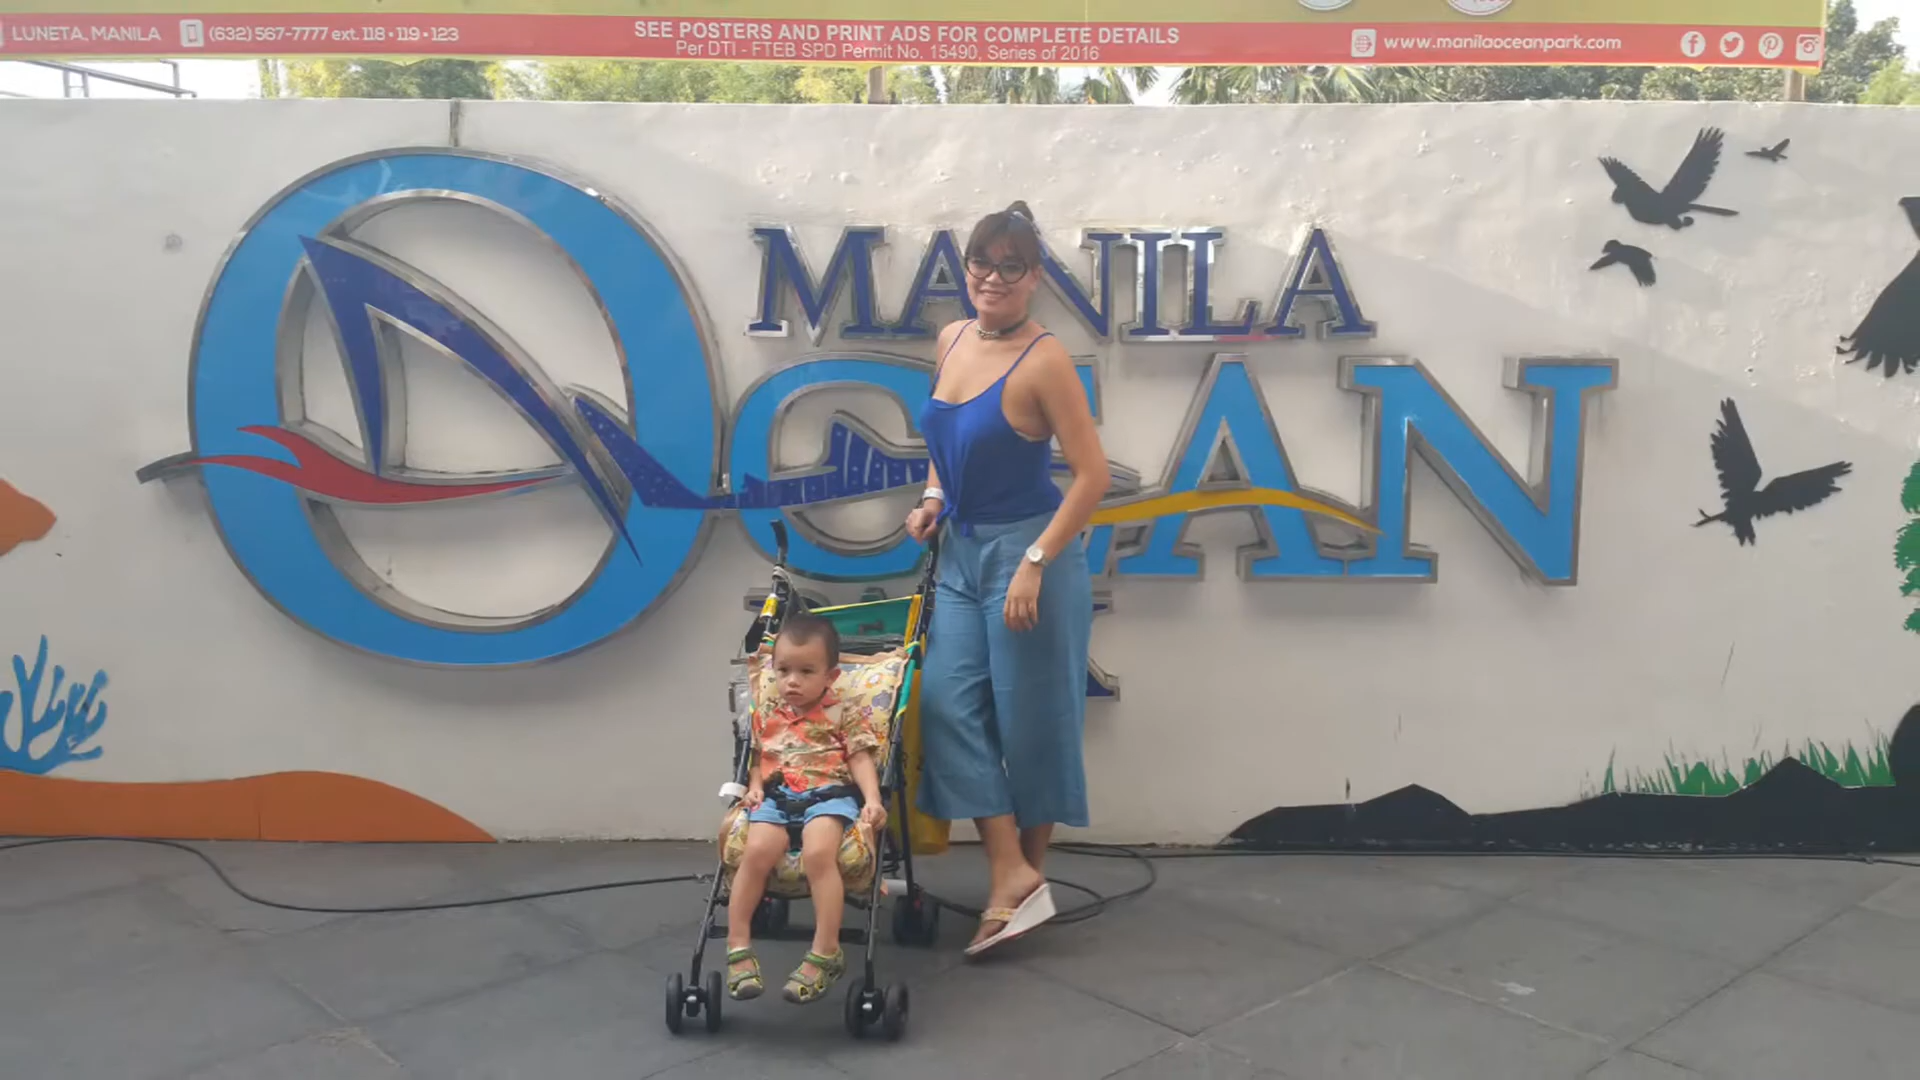 LUNETA, MANILA (632) 567-7777 ext. 118 • 119 • 123
SEE POSTERS AND PRINT ADS FOR COMPLETE DETAILS
Per DTI - FTEB SPD Permit No. 15490, Series of 2016
www.manilaoceanpark.com
MANILA
OCEAN